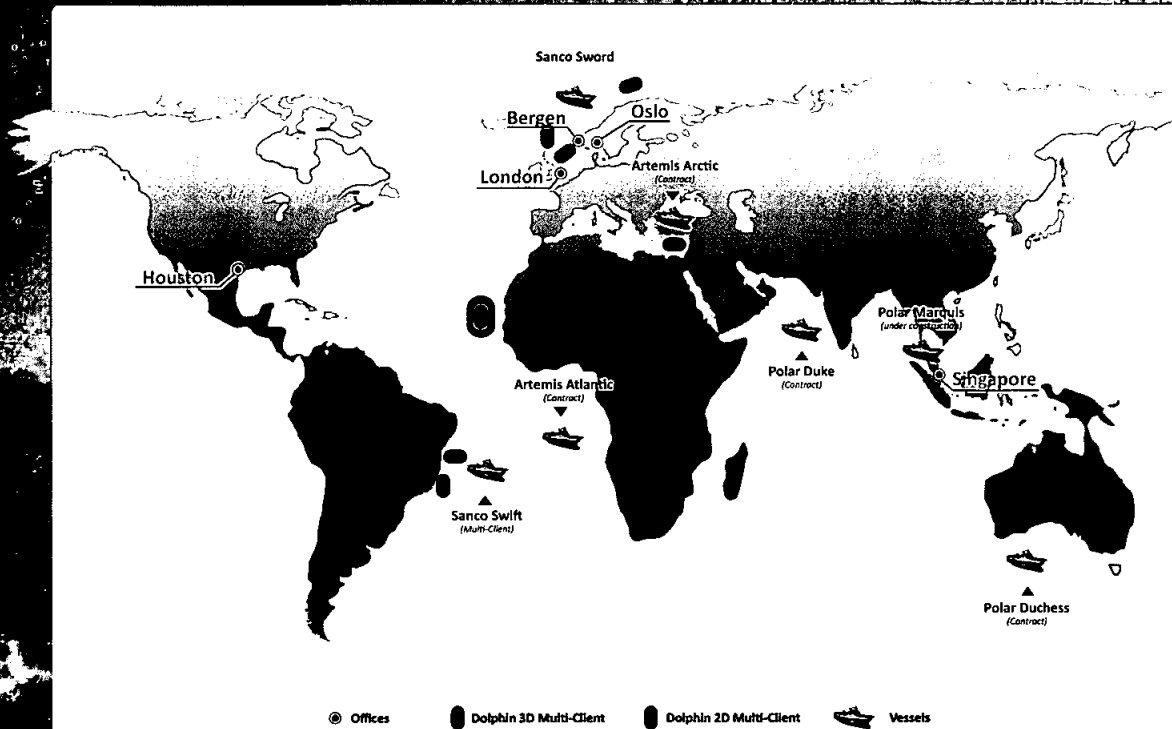 Sanco Sword
Bergen
Oslo
London
Artemis Arctic
(Contract)
Houston
Polar Marquis
(under construction)
Polar Duke
(Contract)
Singapore
Artemis Atlantic
(Contract)
Sanco Swift
(Multi-Client)
Polar Duchess
(Contract)
Offices
Dolphin 3D Multi-Client
Dolphin 2D Multi-Client
Vessels